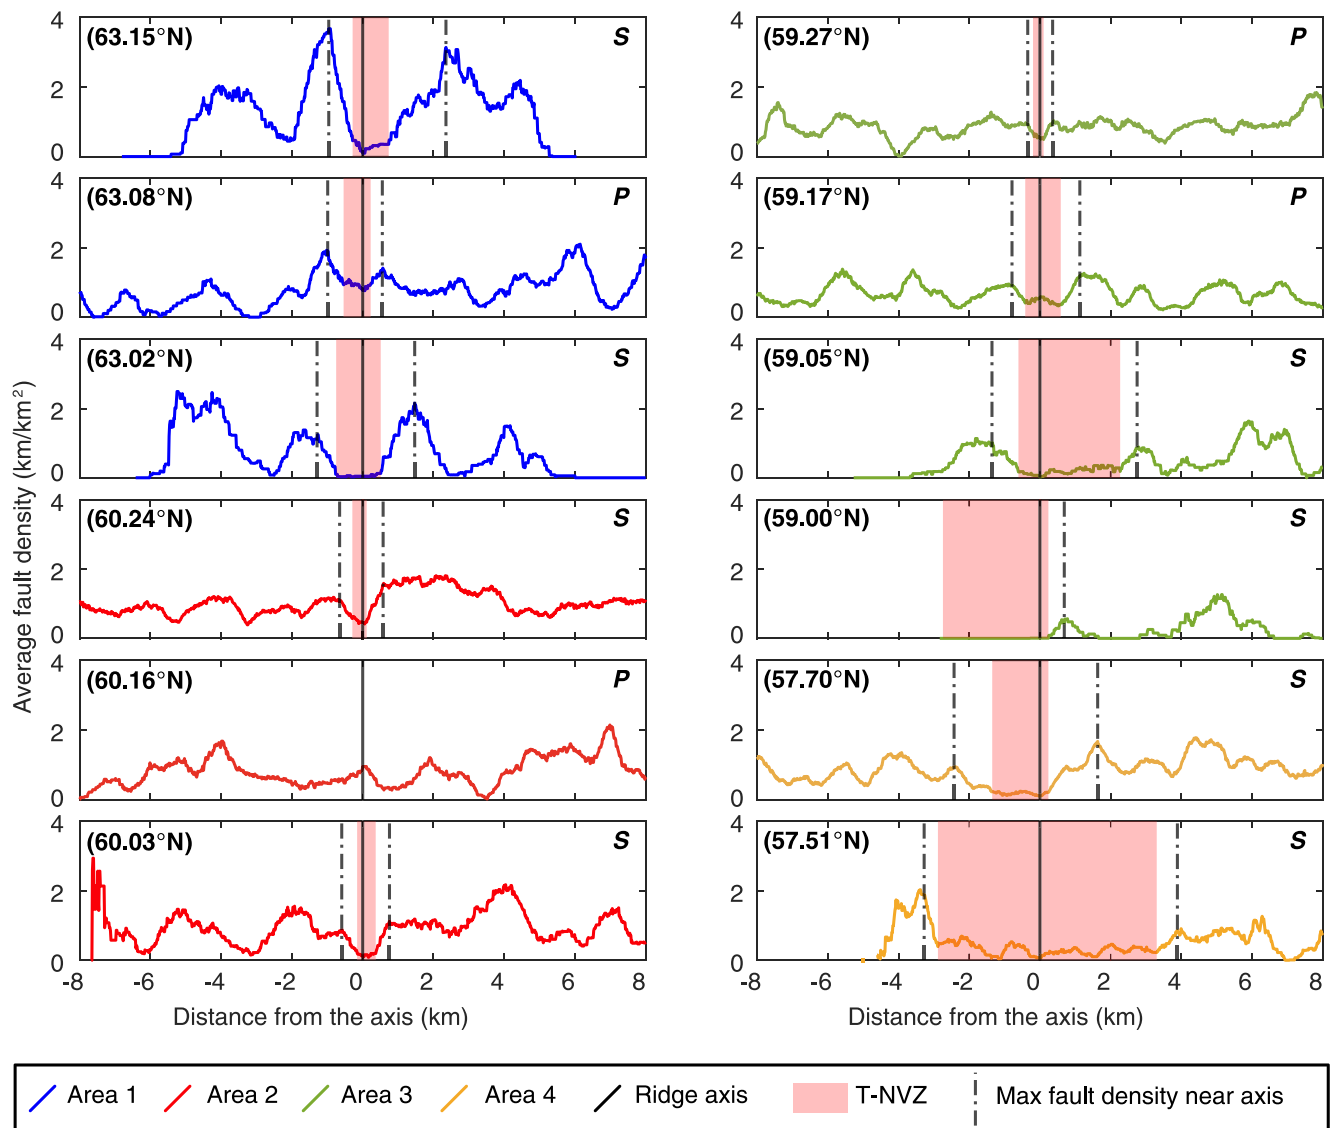 Average fault density (km/km²)
4
2
0
(63.15°N) S
4
2
0
(63.08°N) P
4
2
0
(63.02°N) S
4
2
0
(60.24°N) S
4
2
0
(60.16°N) P
4
2
0
(60.03°N) S
-8 -6 -4 -2 0 2 4 6 8
Distance from the axis (km)
4
2
0
(59.27°N) P
4
2
0
(59.17°N) P
4
2
0
(59.05°N) S
4
2
0
(59.00°N) S
4
2
0
(57.70°N) S
4
2
0
(57.51°N) S
-8 -6 -4 -2 0 2 4 6 8
Distance from the axis (km)
Area 1 Area 2 Area 3 Area 4 Ridge axis T-NVZ Max fault density near axis